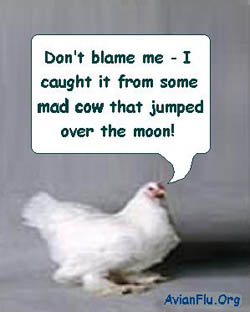 Don't blame me - I
caught it from some
mad cow that jumped
over the moon!
AvianFlu.Org